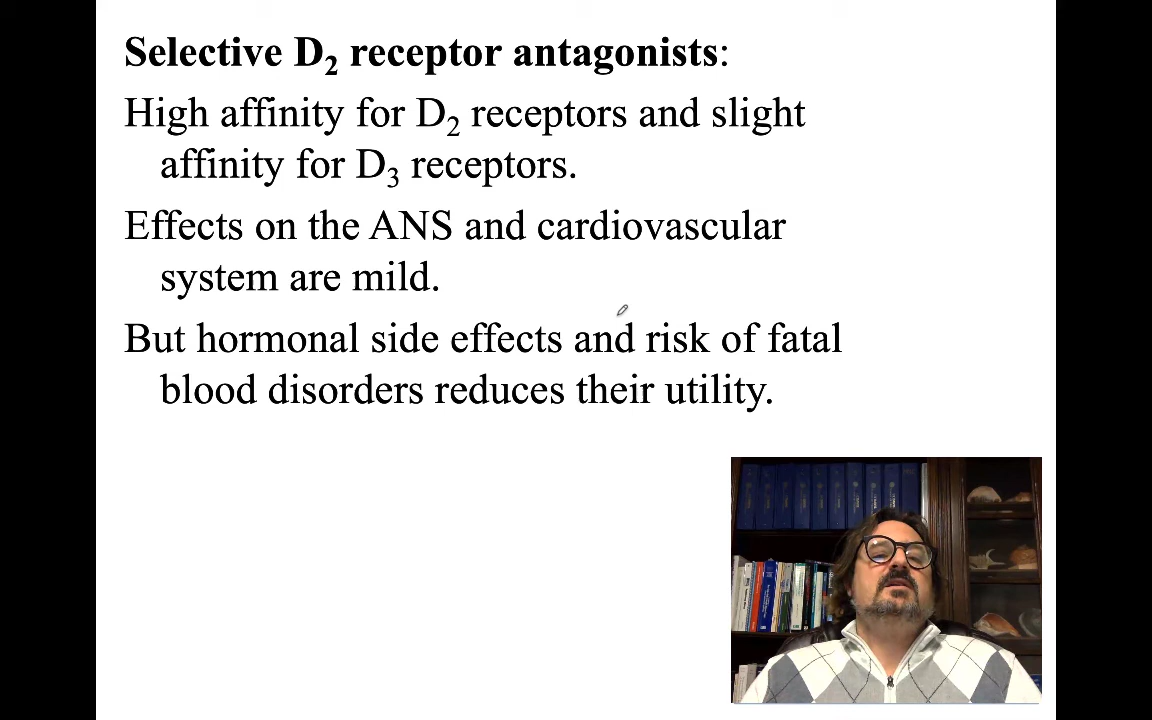 Selective D₂ receptor antagonists:
High affinity for D₂ receptors and slight
affinity for D₃ receptors.
Effects on the ANS and cardiovascular
system are mild.
But hormonal side effects and risk of fatal
blood disorders reduces their utility.